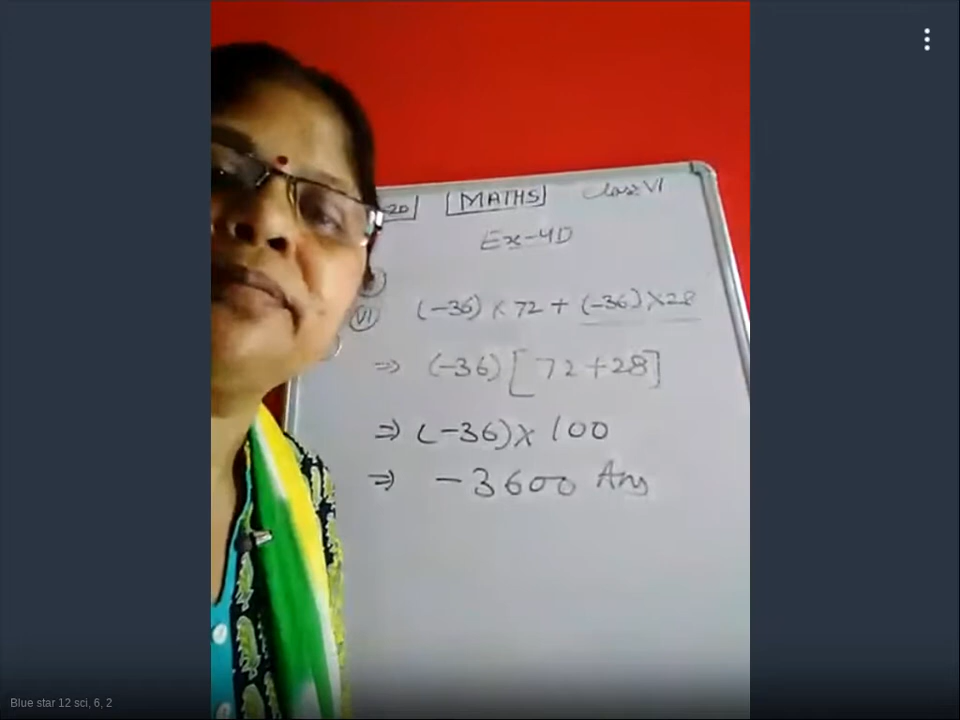 20 MATHS Class VI
Ex-4D
(VI) (-36) × 72 + (-36) × 28
⇒ (-36) [72+28]
⇒ (-36) × 100
⇒ -3600 Ans
Blue star 12 sci, 6, 2